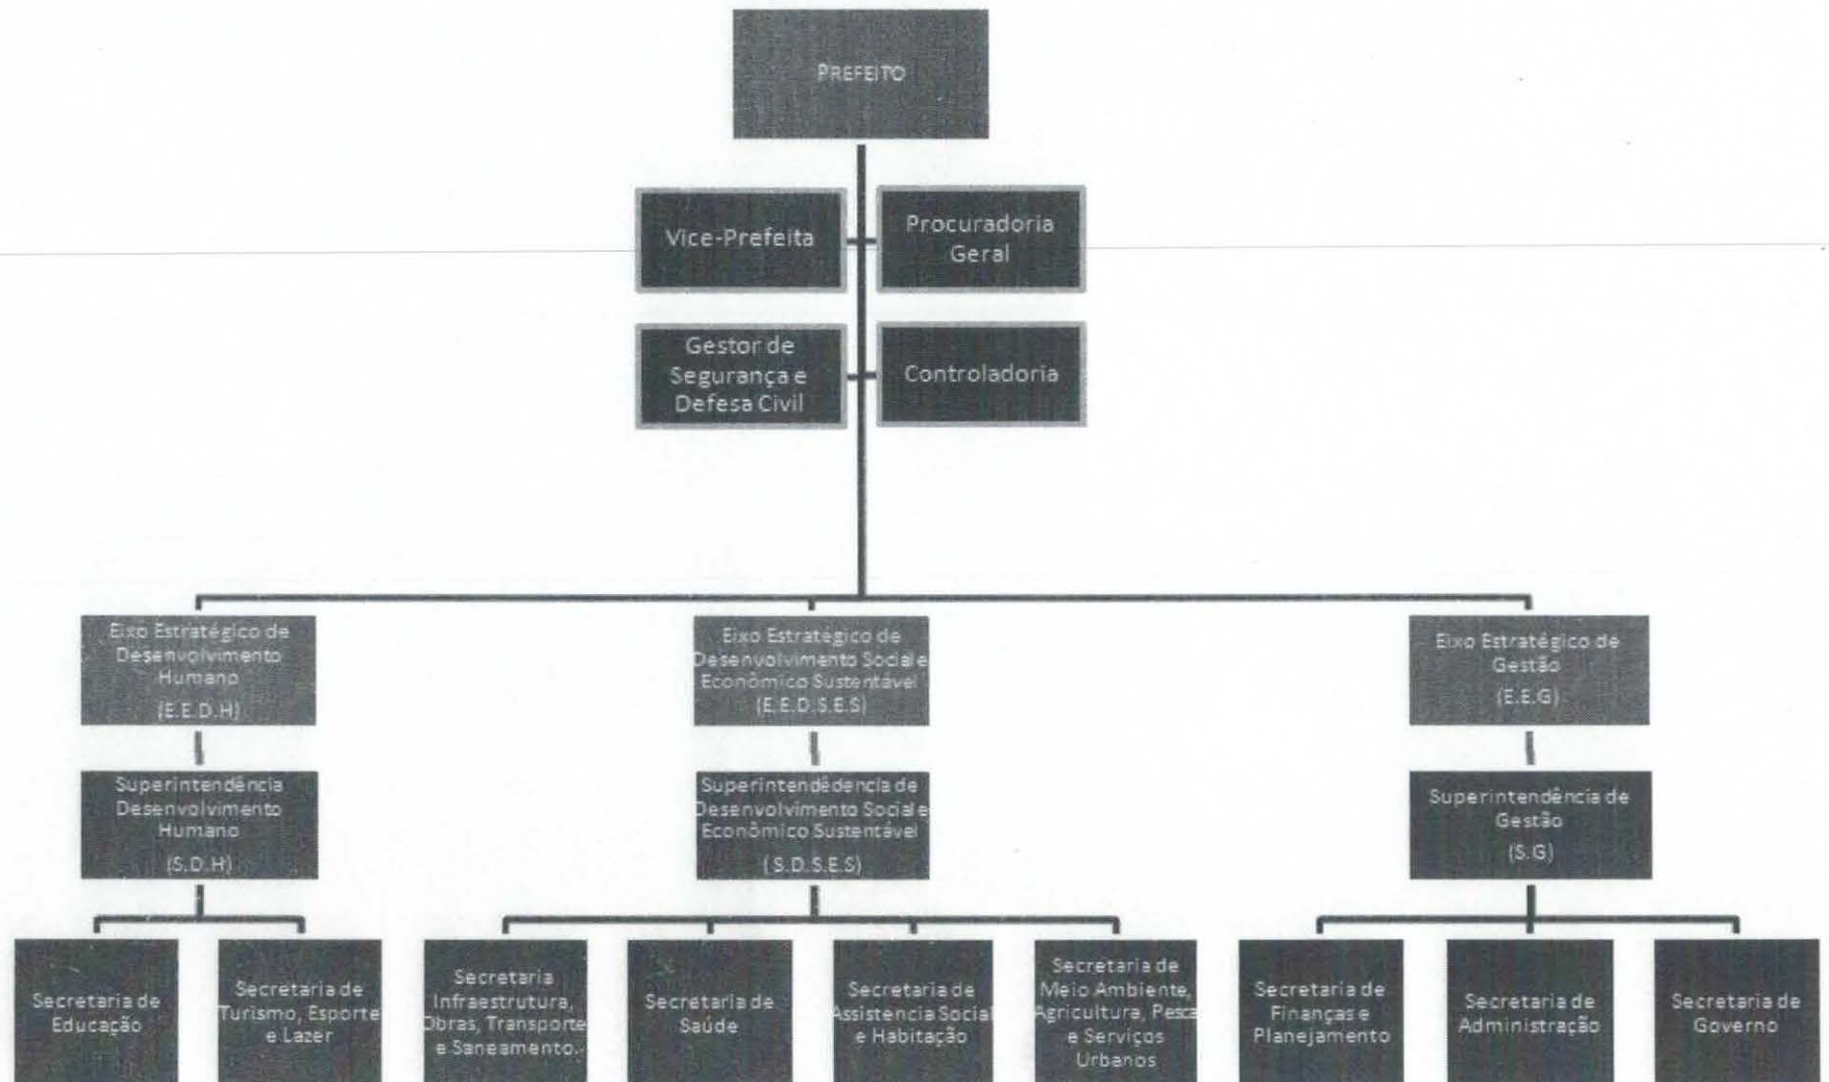 PREFEITO
Vice-Prefeita
Procuradoria
Geral
Gestor de
Segurança e
Defesa Civil
Controladoria
Eixo Estratégico de
Desenvolvimento
Humano
(E.E.D.H)
Eixo Estratégico de
Desenvolvimento Social e
Econômico Sustentável
(E.E.D.S.E.S)
Eixo Estratégico de
Gestão
(E.E.G)
Superintendência
Desenvolvimento
Humano
(S.D.H)
Superintendêdencia de
Desenvolvimento Social e
Econômico Sustentável
(S.D.S.E.S)
Superintendência de
Gestão
(S.G)
Secretaria de
Educação
Secretaria de
Turismo, Esporte
e Lazer
Secretaria
Infraestrutura,
Obras, Transporte
e Saneamento.
Secretaria de
Saúde
Secretaria de
Assistencia Social
e Habitação
Secretaria de
Meio Ambiente,
Agricultura, Pesca
e Serviços
Urbanos
Secretaria de
Finanças e
Planejamento
Secretaria de
Administração
Secretaria de
Governo